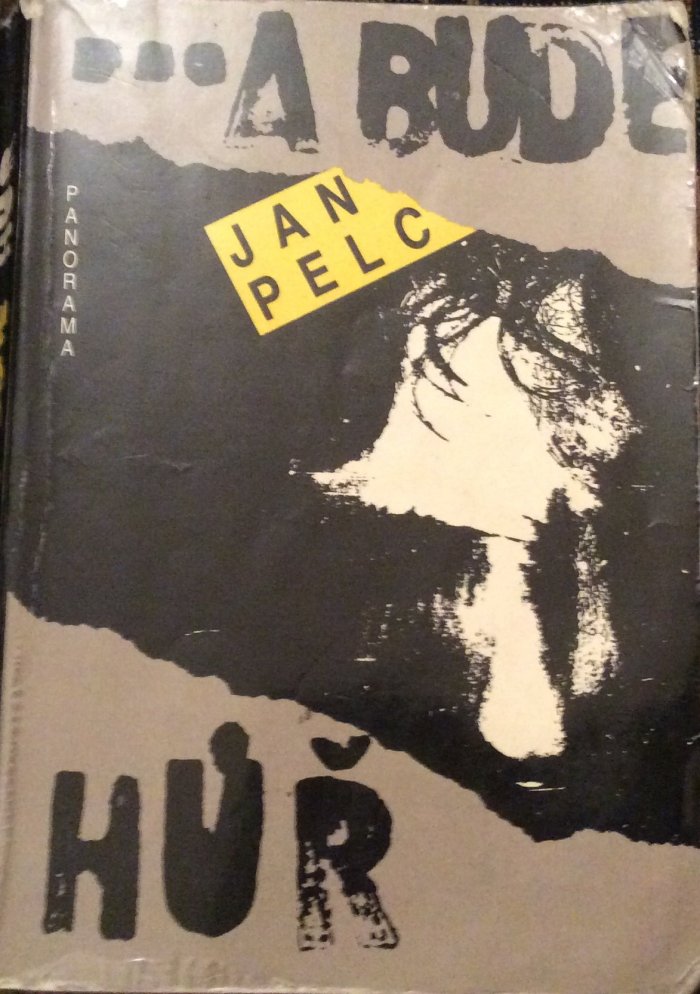 ...A BUDE
PANORAMA
JAN
PELC
HŮŘ